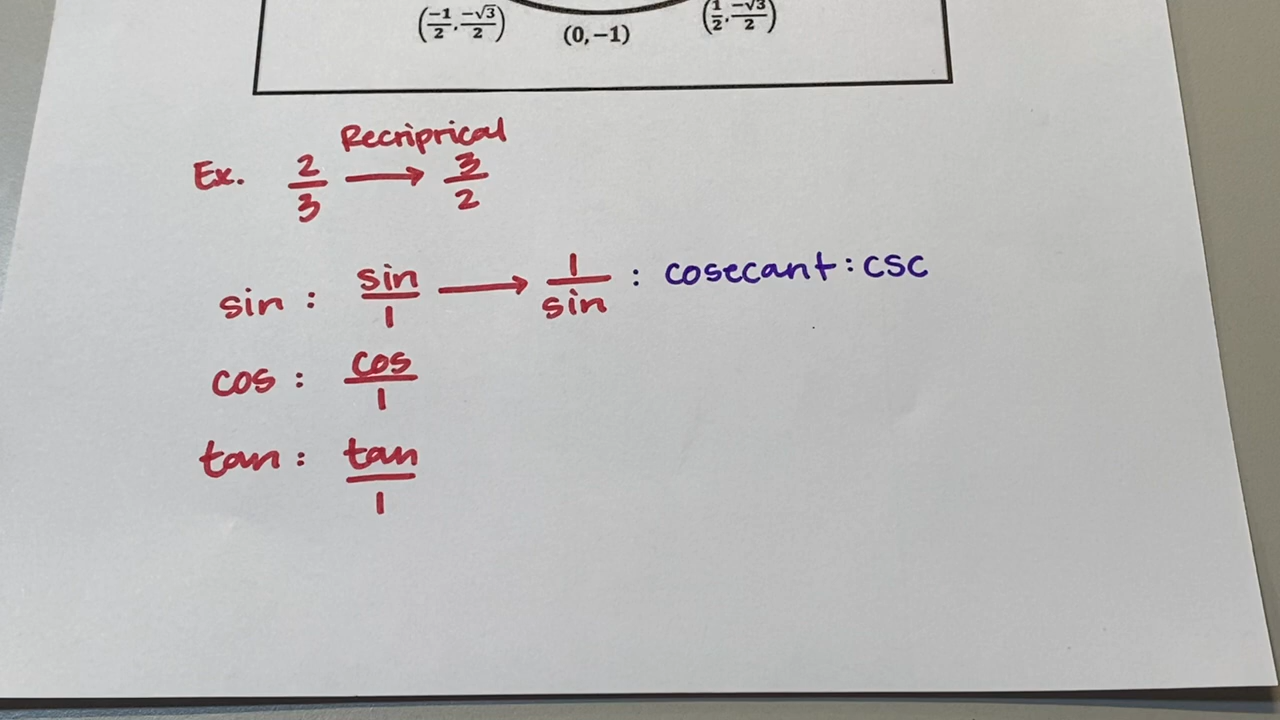 (-1/2, -√3/2) (0, -1) (1/2, -√3/2)
Recriprical
Ex. 2/3 → 3/2
sin : sin/1 → 1/sin : cosecant : csc
cos : cos/1
tan : tan/1